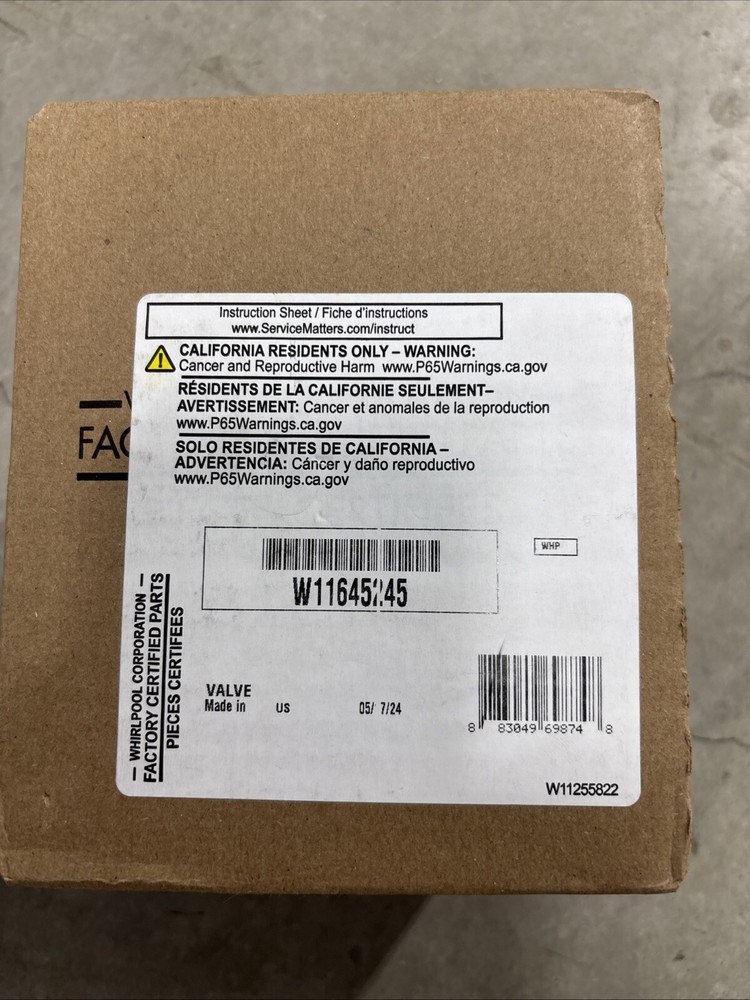 Instruction Sheet / Fiche d'instructions
www.ServiceMatters.com/instruct
CALIFORNIA RESIDENTS ONLY – WARNING:
Cancer and Reproductive Harm www.P65Warnings.ca.gov
RÉSIDENTS DE LA CALIFORNIE SEULEMENT–
AVERTISSEMENT: Cancer et anomales de la reproduction
www.P65Warnings.ca.gov
SOLO RESIDENTES DE CALIFORNIA –
ADVERTENCIA: Cáncer y daño reproductivo
www.P65Warnings.ca.gov
FAC
WHP
W11645245
— WHIRLPOOL CORPORATION —
FACTORY CERTIFIED PARTS
PIECES CERTIFEES
VALVE
Made in US 05/ 7/24
8 83049 69874 8
W11255822